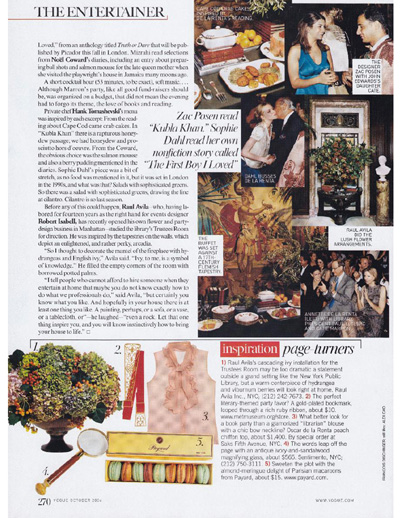 THE ENTERTAINER
Loved," from an anthology titled Truth or Dare that will be pub-
lished by Picador this fall in London. Mizrahi read selections
from Noël Coward's diaries, including an entry about prepar-
ing bull shots and salmon mousse for the late queen mother when
she visited the playwright's house in Jamaica many moons ago.
A short cocktail hour (35 minutes, to be exact), soft music. . . .
Although Marron's party, like all good fund-raisers should
be, was organized on a budget, that did not mean the evening
had to forgo its theme, the love of books and reading.
Private chef Hank Tomashevski's menu
was inspired by each excerpt: From the read-
ing about Cape Cod came crab cakes. In
"Kubla Khan" there is a rapturous honey-
dew passage; we had honeydew and pro-
sciutto hors d'oeuvres. From the Coward,
the obvious choice was the salmon mousse
and also a berry pudding mentioned in the
diaries. Sophie Dahl's piece was a bit of
stretch, as no food was mentioned in it, but it was set in London
in the 1990s, and what was that? Salads with sophisticated greens.
So there was a salad with sophisticated greens, drawing the line
at cilantro. Cilantro is so last season.
Before any of this could happen, Raul Avila—who, having la-
bored for fourteen years as the right hand for events designer
Robert Isabell, has recently opened his own flower and party-
design business in Manhattan—studied the library's Trustees Room
for direction. He was inspired by the tapestries on the walls, which
depict an enlightened, and rather perky, arcadia.
"So I thought to decorate the mantel of the fireplace with hy-
drangeas and English ivy," Avila said. "Ivy, to me, is a symbol
of knowledge." He filled the empty corners of the room with
borrowed potted palms.
"I tell people who cannot afford to hire someone when they
entertain at home that maybe you do not know exactly how to
do what we professionals do," said Avila, "but certainly you
know what you like. And hopefully in your house there is at
least one thing you like. A painting, perhaps, or a sofa, or a vase,
or a tablecloth, or"—he laughed—"even a rock. Let that one
thing inspire you, and you will know instinctively how to bring
your house to life."
Zac Posen read
"Kubla Khan." Sophie
Dahl read her own
nonfiction story called
"The First Boy I Loved"
CAPE COD CRAB CAKES,
INSPIRED BY
DE LA RENTA'S READING.
THE
DESIGNER
ZAC POSEN
WITH JOHN
EDWARDS'S
DAUGHTER
CATE.
DAHL BUSSES
DE LA RENTA.
THE
BUFFET
WAS SET
AGAINST
A 16TH-
CENTURY
FLEMISH
TAPESTRY.
RAUL AVILA
DID THE
LUSH FLOWER
ARRANGEMENTS.
inspiration page-turners
1) Raul Avila's cascading ivy installation for the
Trustees Room may be too dramatic a statement
outside a grand setting like the New York Public
Library, but a warm centerpiece of hydrangea
and viburnum berries will look right at home. Raul
Avila Inc., NYC; (212) 242-7673. 2) The perfect
literary-themed party favor? A gold-plated bookmark,
looped through a rich ruby ribbon, about $10.
www.metmuseum.org/store. 3) What better look for
a book party than a glamorized "librarian" blouse
with a chic bow neckline? Oscar de la Renta peach
chiffon top, about $1,400. By special order at
Saks Fifth Avenue, NYC. 4) The words leap off the
page with an antique ivory-and-sandalwood
magnifying glass, about $560. Sentimento, NYC;
(212) 750-3111. 5) Sweeten the plot with the
almond-meringue delight of Parisian macaroons
from Payard, about $15. www.payard.com.
1.
2.
3.
4.
5.
Payard
270 VOGUE OCTOBER 2004
WWW.VOGUE.COM